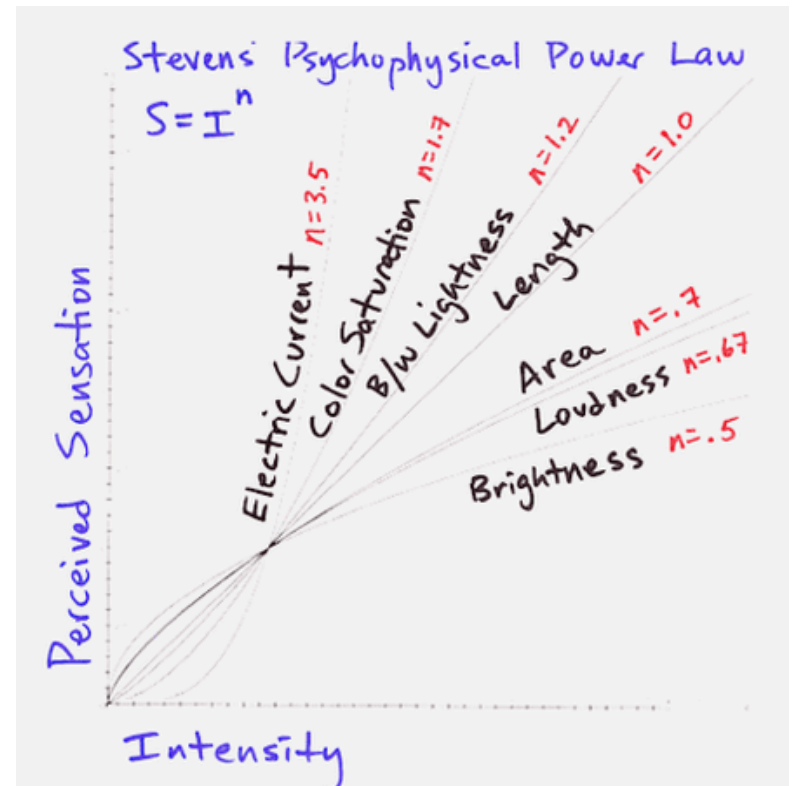 Stevens' Psychophysical Power Law
S = I^n
Electric Current n=3.5
Color Saturation n=1.7
B/W Lightness n=1.2
Length n=1.0
Area n=.7
Loudness n=.67
Brightness n=.5
Perceived Sensation
Intensity